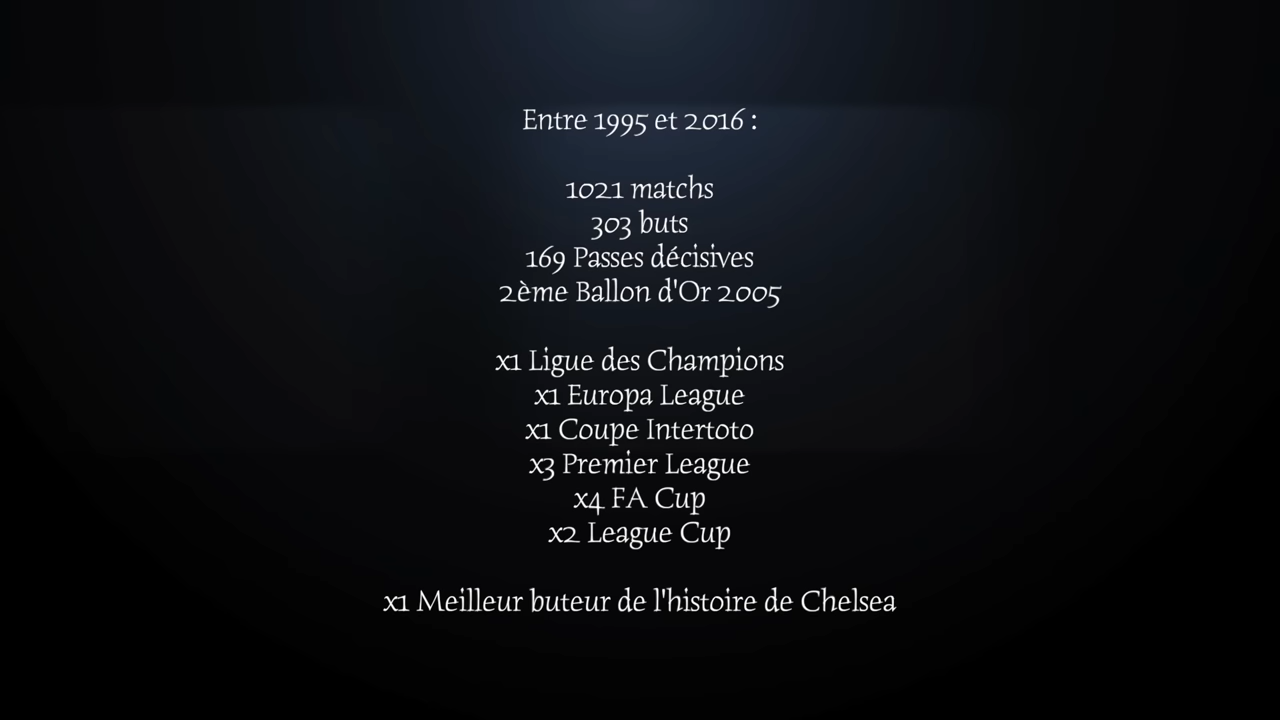 Entre 1995 et 2016 :
1021 matchs
303 buts
169 Passes décisives
2ème Ballon d'Or 2005
x1 Ligue des Champions
x1 Europa League
x1 Coupe Intertoto
x3 Premier League
x4 FA Cup
x2 League Cup
x1 Meilleur buteur de l'histoire de Chelsea